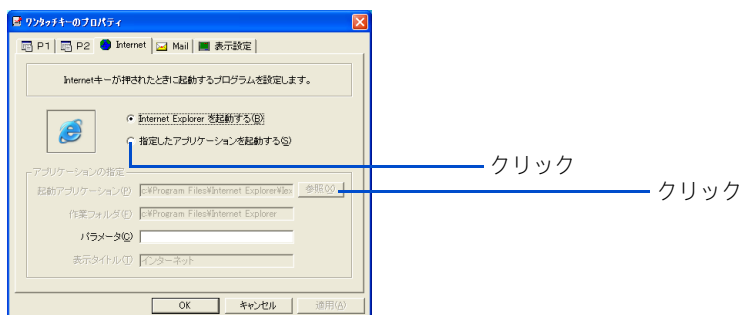 ワンタッチキーのプロパティ
P1 P2 Internet Mail 表示設定
Internetキーが押されたときに起動するプログラムを設定します。
Internet Explorer を起動する(B)
指定したアプリケーションを起動する(S)
クリック
アプリケーションの指定
起動アプリケーション(P) c:¥Program Files¥Internet Explorer¥iex 参照(X)
クリック
作業フォルダ(F) c:¥Program Files¥Internet Explorer
パラメータ(C)
表示タイトル(T) インターネット
OK キャンセル 適用(A)